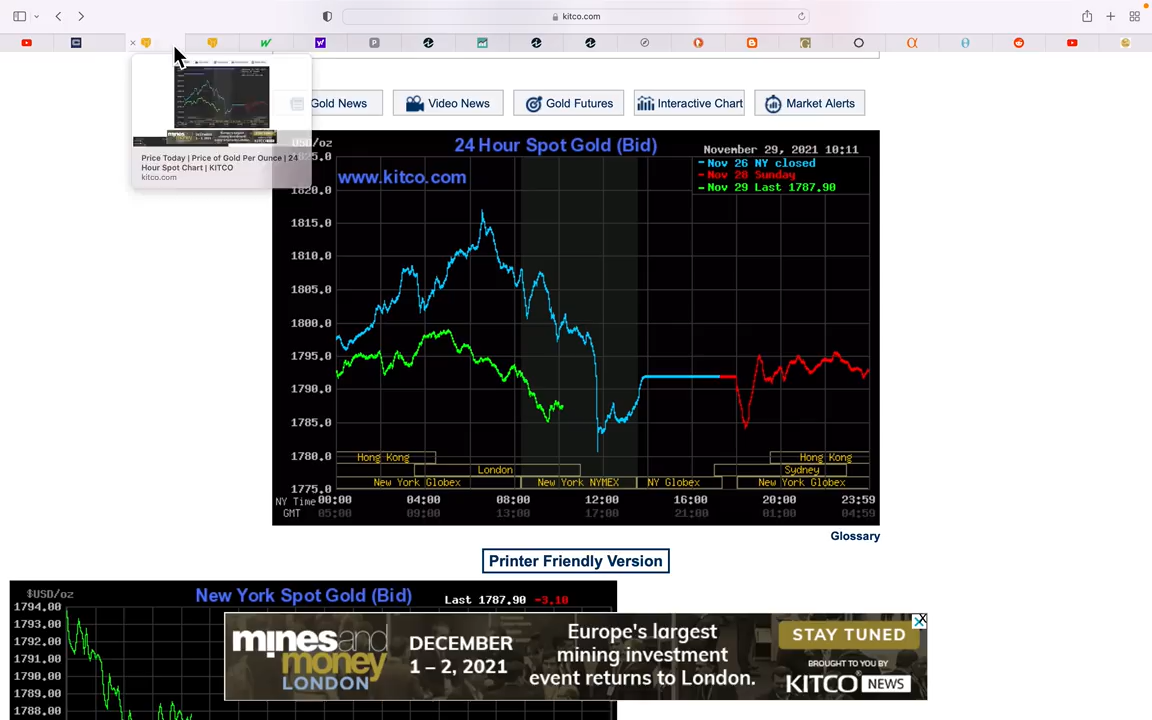 kitco.com
Price Today | Price of Gold Per Ounce | 24
Hour Spot Chart | KITCO
kitco.com
Gold News
Video News
Gold Futures
Interactive Chart
Market Alerts
USD/oz
24 Hour Spot Gold (Bid)
November 29, 2021 10:11
www.kitco.com
Nov 26 NY closed
Nov 28 Sunday
Nov 29 Last 1787.90
1820.0
1815.0
1810.0
1805.0
1800.0
1795.0
1790.0
1785.0
1780.0
1775.0
Hong Kong
London
New York Globex
New York NYMEX
NY Globex
Hong Kong
Sydney
New York Globex
NY Time 00:00 04:00 08:00 12:00 16:00 20:00 23:59
GMT 05:00 09:00 13:00 17:00 21:00 01:00 04:59
Glossary
Printer Friendly Version
$USD/oz
New York Spot Gold (Bid)
Last 1787.90 -3.10
1794.00
1793.00
1792.00
1791.00
1790.00
1789.00
1788.00
mines and
money
LONDON
DECEMBER
1 – 2, 2021
Europe's largest
mining investment
event returns to London.
STAY TUNED
BROUGHT TO YOU BY
KITCO NEWS